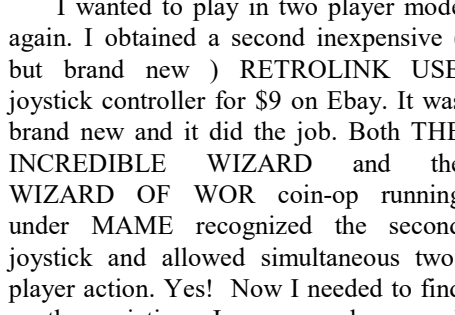 I wanted to play in two player mode
again. I obtained a second inexpensive (
but brand new ) RETROLINK USB
joystick controller for $9 on Ebay. It was
brand new and it did the job. Both THE
INCREDIBLE WIZARD and the
WIZARD OF WOR coin-op running
under MAME recognized the second
joystick and allowed simultaneous two
player action. Yes! Now I needed to find